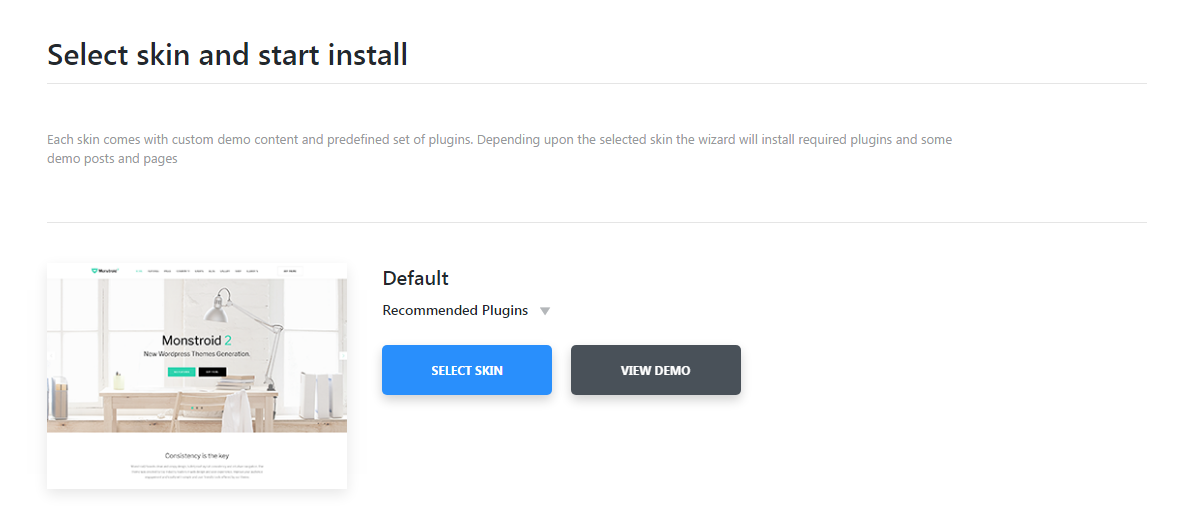 Select skin and start install
Each skin comes with custom demo content and predefined set of plugins. Depending upon the selected skin the wizard will install required plugins and some
demo posts and pages
Monstroid
Default
Recommended Plugins
Monstroid 2
New Wordpress Themes Generation.
SELECT SKIN
VIEW DEMO
Consistency is the key